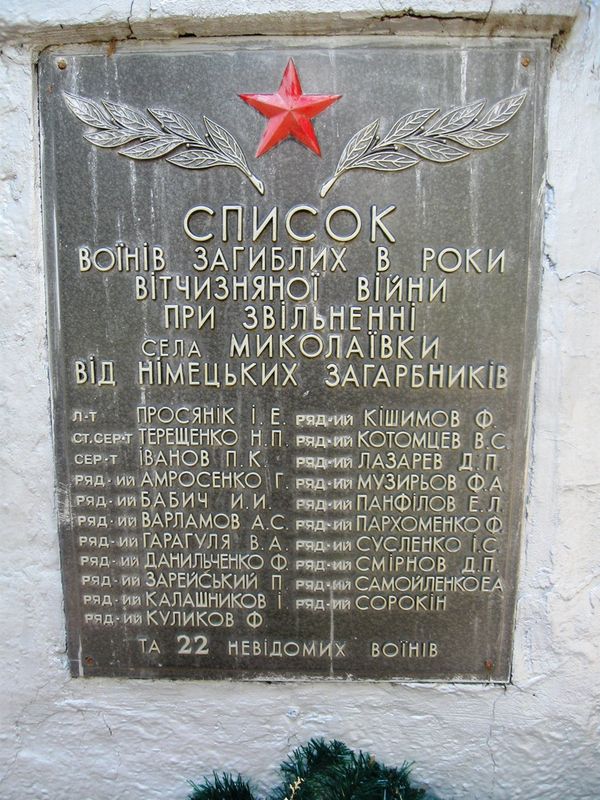 СПИСОК
ВОЇНІВ ЗАГИБЛИХ В РОКИ
ВІТЧИЗНЯНОЇ ВІЙНИ
ПРИ ЗВІЛЬНЕННІ
СЕЛА МИКОЛАЇВКИ
ВІД НІМЕЦЬКИХ ЗАГАРБНИКІВ
Л-Т ПРОСЯНІК І.Е.
СТ.СЕР-Т ТЕРЕЩЕНКО Н.П.
СЕР-Т ІВАНОВ П.К.
РЯД-ИЙ АМРОСЕНКО Г.
РЯД-ИЙ БАБИЧ И.И.
РЯД-ИЙ ВАРЛАМОВ А.С.
РЯД-ИЙ ГАРАГУЛЯ В.А.
РЯД-ИЙ ДАНИЛЬЧЕНКО Ф.
РЯД-ИЙ ЗАРЕЙСЬКИЙ П.
РЯД-ИЙ КАЛАШНИКОВ І.
РЯД-ИЙ КУЛИКОВ Ф.
РЯД-ИЙ КІШИМОВ Ф.
РЯД-ИЙ КОТОМЦЕВ В.С.
РЯД-ИЙ ЛАЗАРЕВ Д.П.
РЯД-ИЙ МУЗИРЬОВ Ф.А.
РЯД-ИЙ ПАНФІЛОВ Е.Л.
РЯД-ИЙ ПАРХОМЕНКО Ф.
РЯД-ИЙ СУСЛЕНКО І.С.
РЯД-ИЙ СМІРНОВ Д.П.
РЯД-ИЙ САМОЙЛЕНКО Е.А.
РЯД-ИЙ СОРОКІН
ТА 22 НЕВІДОМИХ ВОЇНІВ